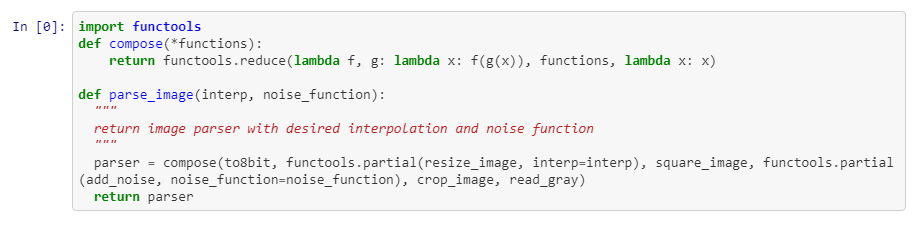 In [0]: import functools
def compose(*functions):
    return functools.reduce(lambda f, g: lambda x: f(g(x)), functions, lambda x: x)

def parse_image(interp, noise_function):
  """
  return image parser with desired interpolation and noise function
  """
  parser = compose(to8bit, functools.partial(resize_image, interp=interp), square_image, functools.partial
(add_noise, noise_function=noise_function), crop_image, read_gray)
  return parser